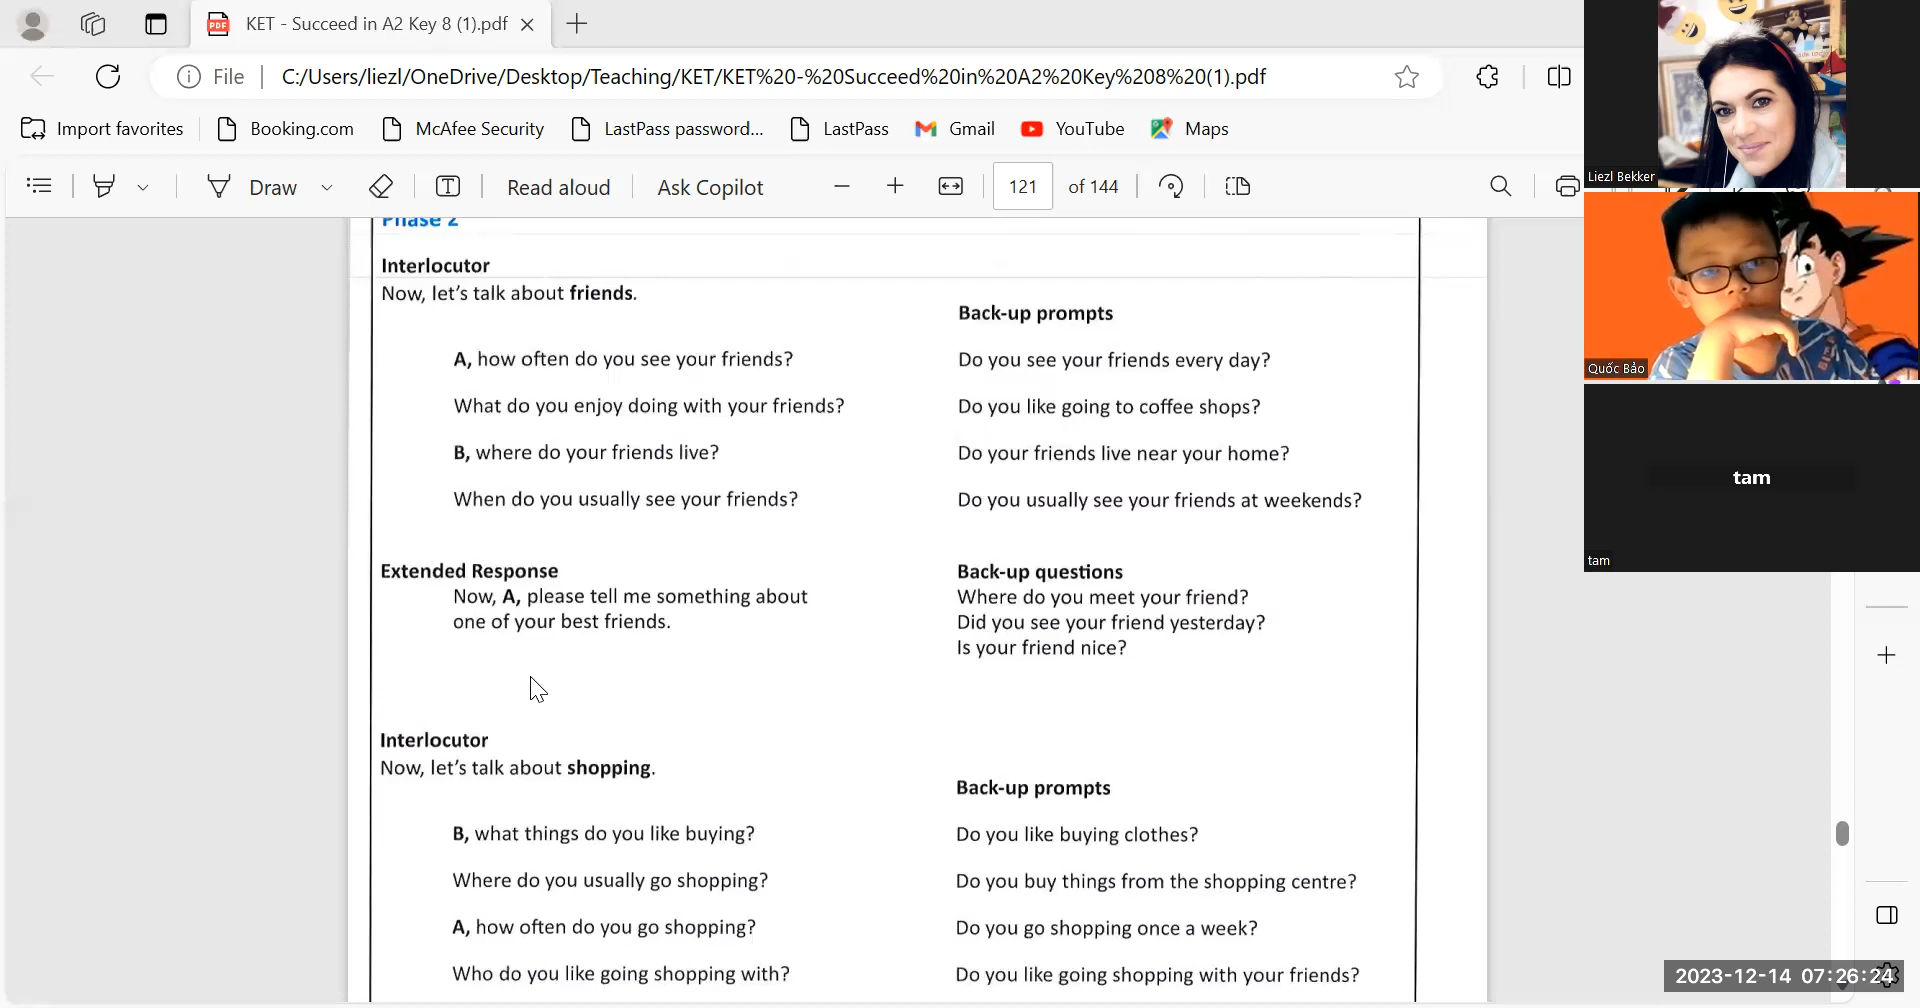 KET - Succeed in A2 Key 8 (1).pdf
File
C:/Users/liezl/OneDrive/Desktop/Teaching/KET/KET%20-%20Succeed%20in%20A2%20Key%208%20(1).pdf
Import favorites
Booking.com
McAfee Security
LastPass password...
LastPass
Gmail
YouTube
Maps
Draw
Read aloud
Ask Copilot
121
of 144
Phase 2
Interlocutor
Now, let's talk about friends.
Back-up prompts
A, how often do you see your friends?
Do you see your friends every day?
What do you enjoy doing with your friends?
Do you like going to coffee shops?
B, where do your friends live?
Do your friends live near your home?
When do you usually see your friends?
Do you usually see your friends at weekends?
Extended Response
Now, A, please tell me something about
one of your best friends.
Back-up questions
Where do you meet your friend?
Did you see your friend yesterday?
Is your friend nice?
Interlocutor
Now, let's talk about shopping.
Back-up prompts
B, what things do you like buying?
Do you like buying clothes?
Where do you usually go shopping?
Do you buy things from the shopping centre?
A, how often do you go shopping?
Do you go shopping once a week?
Who do you like going shopping with?
Do you like going shopping with your friends?
Liezl Bekker
Quốc Bảo
tam
tam
2023-12-14 07:26:24